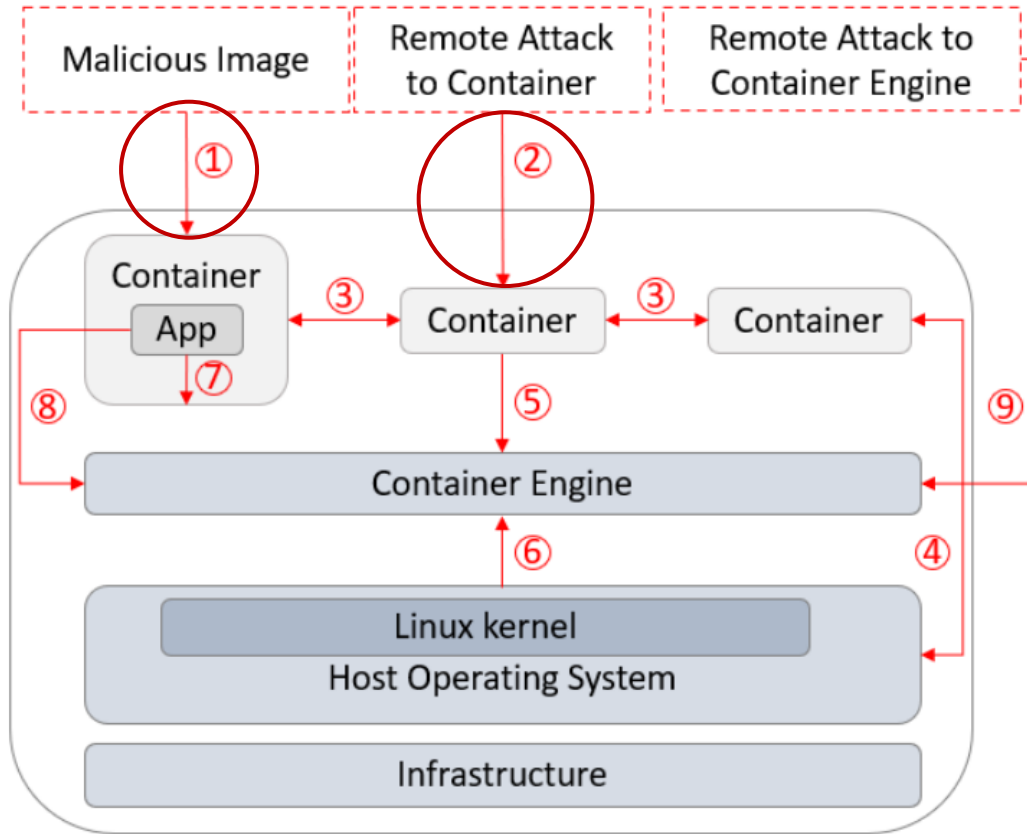 Malicious Image
Remote Attack
to Container
Remote Attack to
Container Engine
①
②
Container
App
③
Container
③
Container
⑦
⑧
⑤
⑨
Container Engine
⑥
④
Linux kernel
Host Operating System
Infrastructure